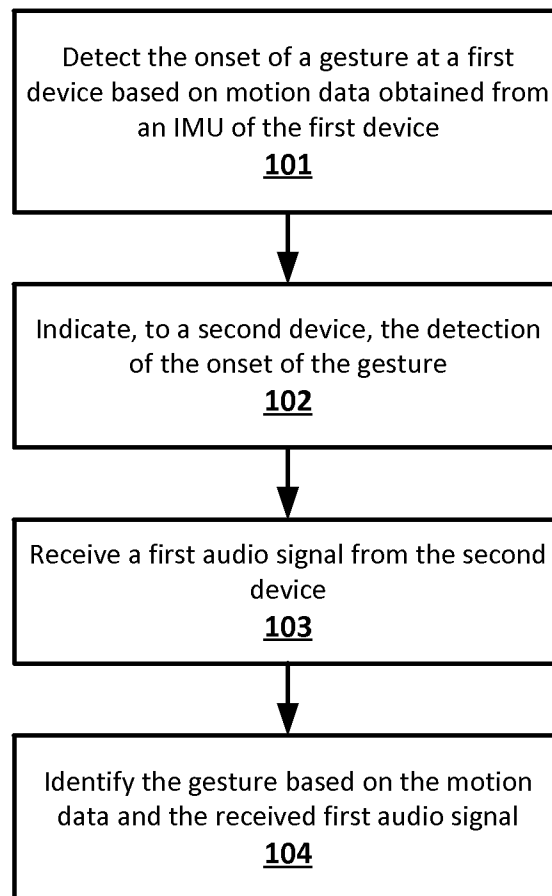 Detect the onset of a gesture at a first
device based on motion data obtained from
an IMU of the first device
101
Indicate, to a second device, the detection
of the onset of the gesture
102
Receive a first audio signal from the second
device
103
Identify the gesture based on the motion
data and the received first audio signal
104